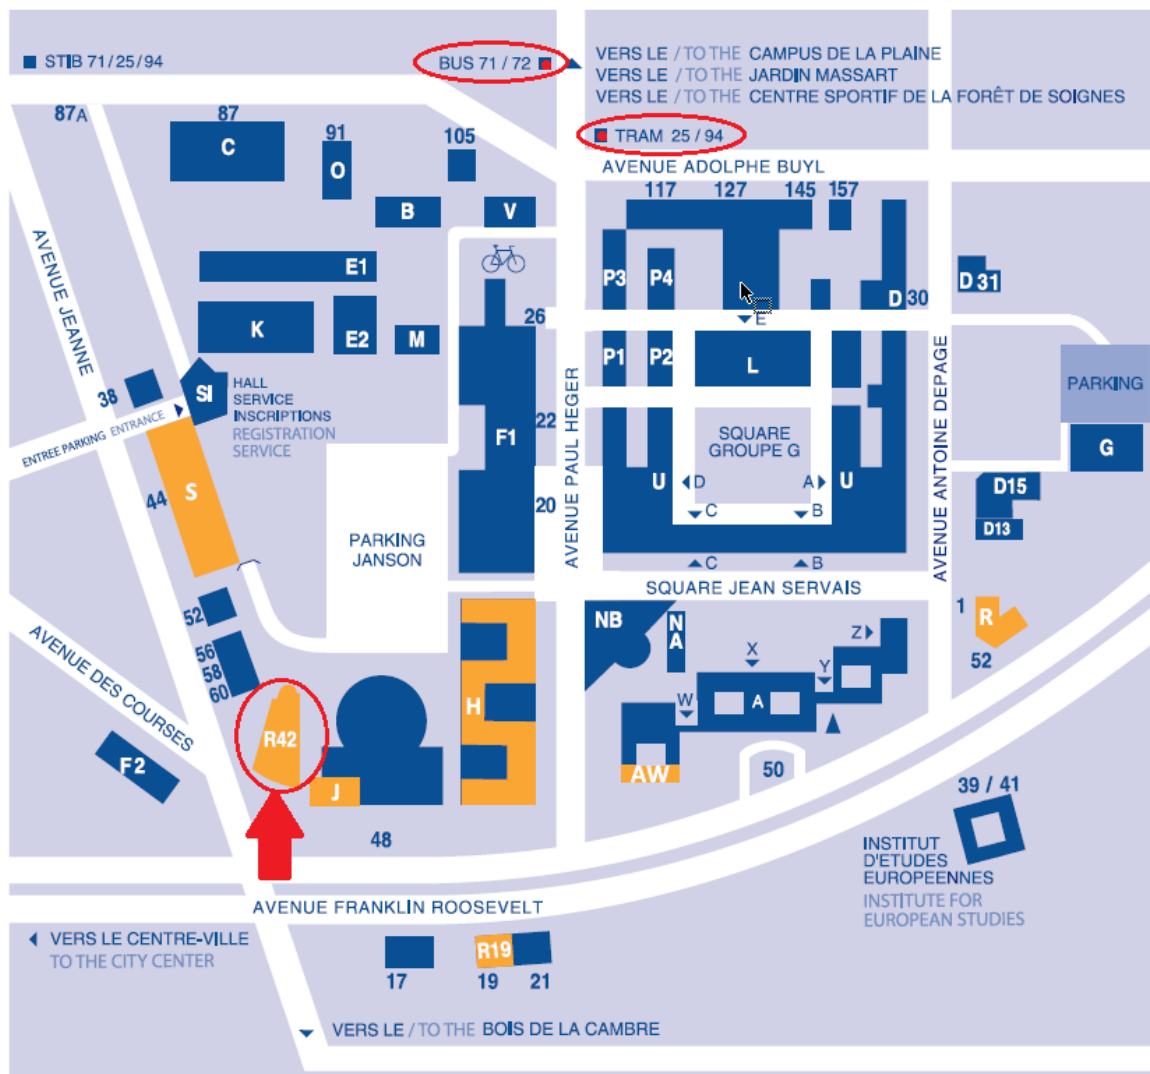 STIB 71/25/94
BUS 71 / 72
VERS LE / TO THE CAMPUS DE LA PLAINE
VERS LE / TO THE JARDIN MASSART
VERS LE / TO THE CENTRE SPORTIF DE LA FORÊT DE SOIGNES
TRAM 25 / 94
AVENUE ADOLPHE BUYL
87A
87
91
105
117
127
145
157
C
O
B
V
E1
K
E2
M
AVENUE JEANNE
38
SI
HALL
SERVICE
INSCRIPTIONS
REGISTRATION
SERVICE
ENTREE PARKING ENTRANCE
44
S
PARKING
JANSON
26
22
20
F1
AVENUE PAUL HEGER
P3
P4
P1
P2
E
L
D 30
D 31
SQUARE
GROUPE G
U
D
A
U
C
B
C
B
AVENUE ANTOINE DEPAGE
PARKING
G
D15
D13
SQUARE JEAN SERVAIS
1
R
52
NB
NA
X
Z
Y
W
A
AW
50
52
56
58
60
AVENUE DES COURSES
F2
R42
J
H
48
39 / 41
INSTITUT
D'ETUDES
EUROPEENNES
INSTITUTE FOR
EUROPEAN STUDIES
AVENUE FRANKLIN ROOSEVELT
VERS LE CENTRE-VILLE
TO THE CITY CENTER
17
R19
19
21
VERS LE / TO THE BOIS DE LA CAMBRE